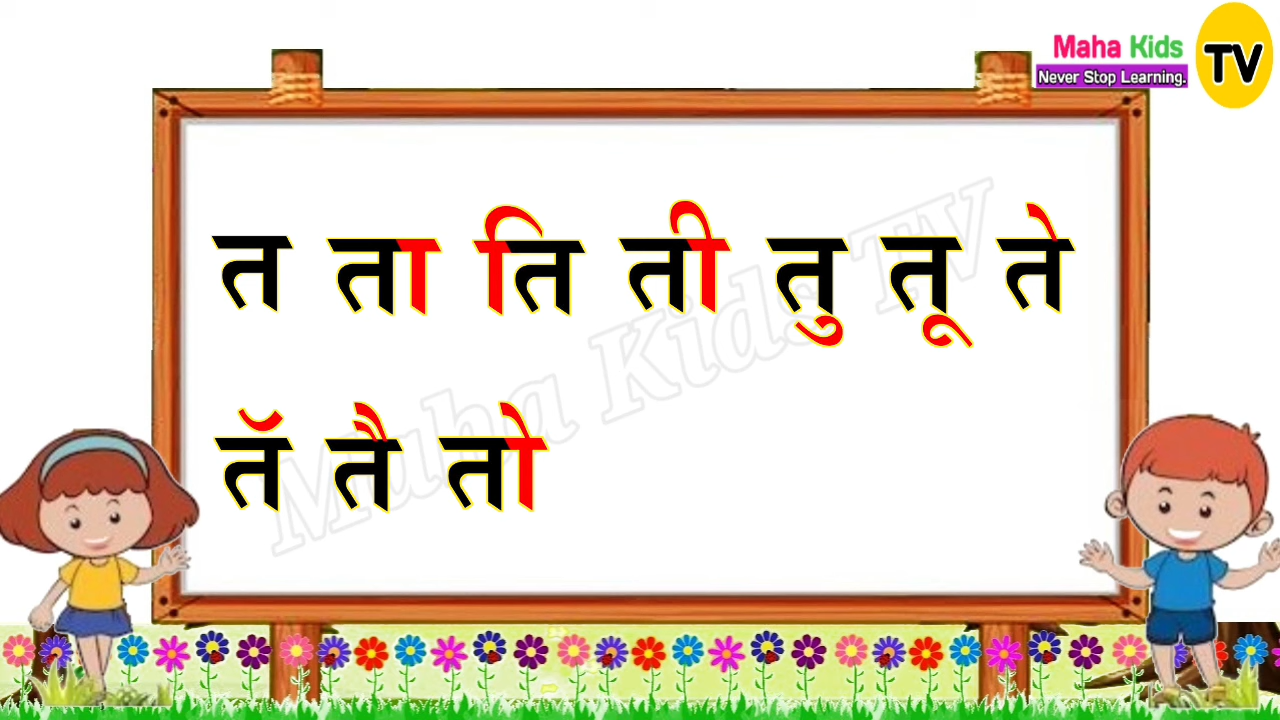 Maha Kids
Never Stop Learning.
TV
त ता ति ती तु तू ते
तॅ तै तो
Maha Kids TV